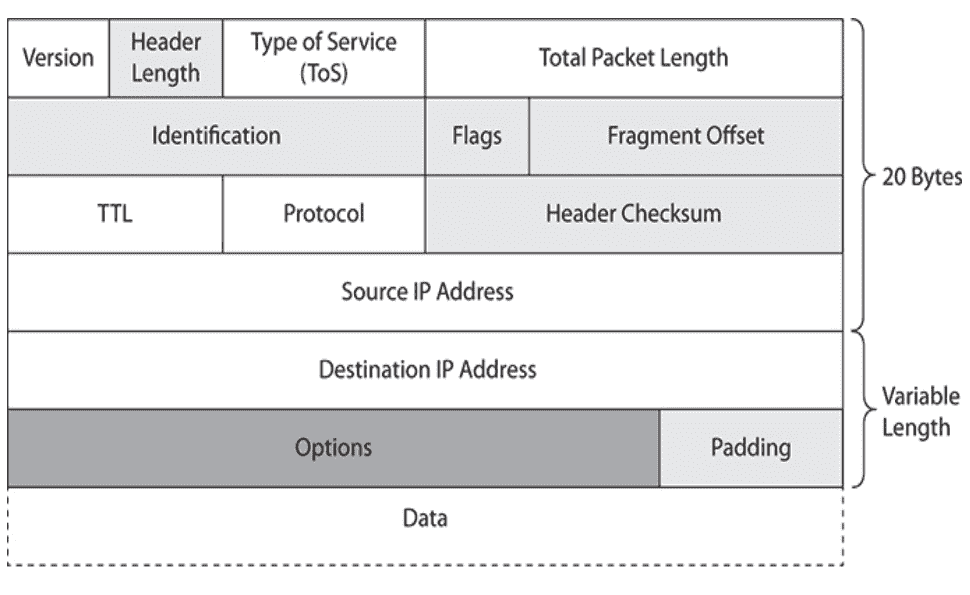 Version
Header
Length
Type of Service
(ToS)
Total Packet Length
Identification
Flags
Fragment Offset
20 Bytes
TTL
Protocol
Header Checksum
Source IP Address
Destination IP Address
Variable
Length
Options
Padding
Data